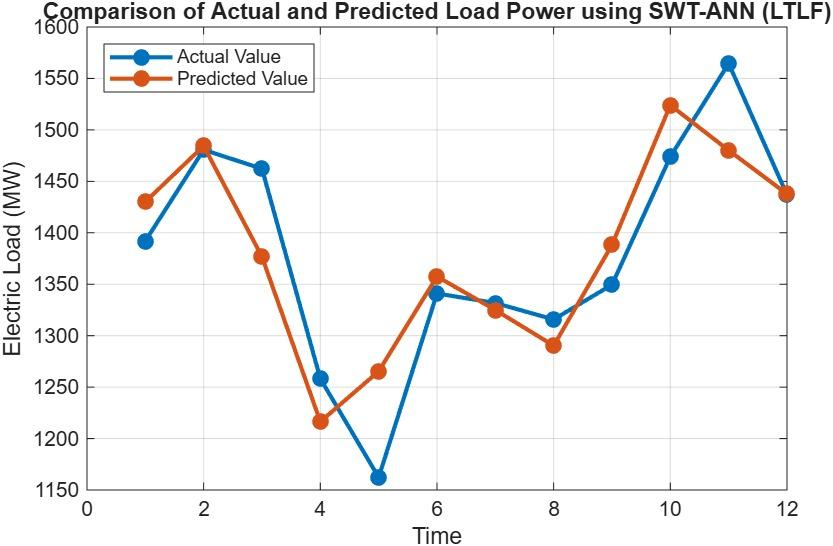 Comparison of Actual and Predicted Load Power using SWT-ANN (LTLF)
1600
Actual Value
Predicted Value
1550
1500
1450
1400
1350
1300
1250
1200
1150
Electric Load (MW)
0 2 4 6 8 10 12
Time